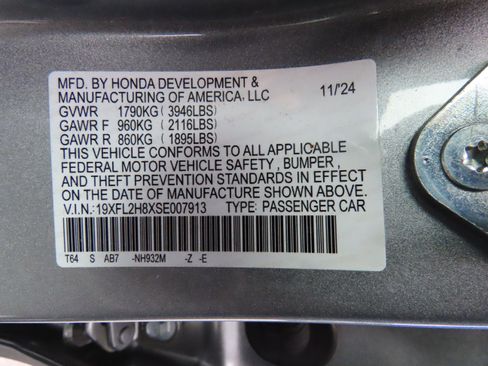 MFD. BY HONDA DEVELOPMENT &
MANUFACTURING OF AMERICA, LLC 11/'24
GVWR 1790KG (3946LBS)
GAWR F 960KG (2116LBS)
GAWR R 860KG (1895LBS)
THIS VEHICLE CONFORMS TO ALL APPLICABLE
FEDERAL MOTOR VEHICLE SAFETY, BUMPER,
AND THEFT PREVENTION STANDARDS IN EFFECT
ON THE DATE OF MANUFACTURE SHOWN ABOVE.
V.I.N.: 19XFL2H8XSE007913 TYPE: PASSENGER CAR
T64 S AB7 -NH932M -Z -E